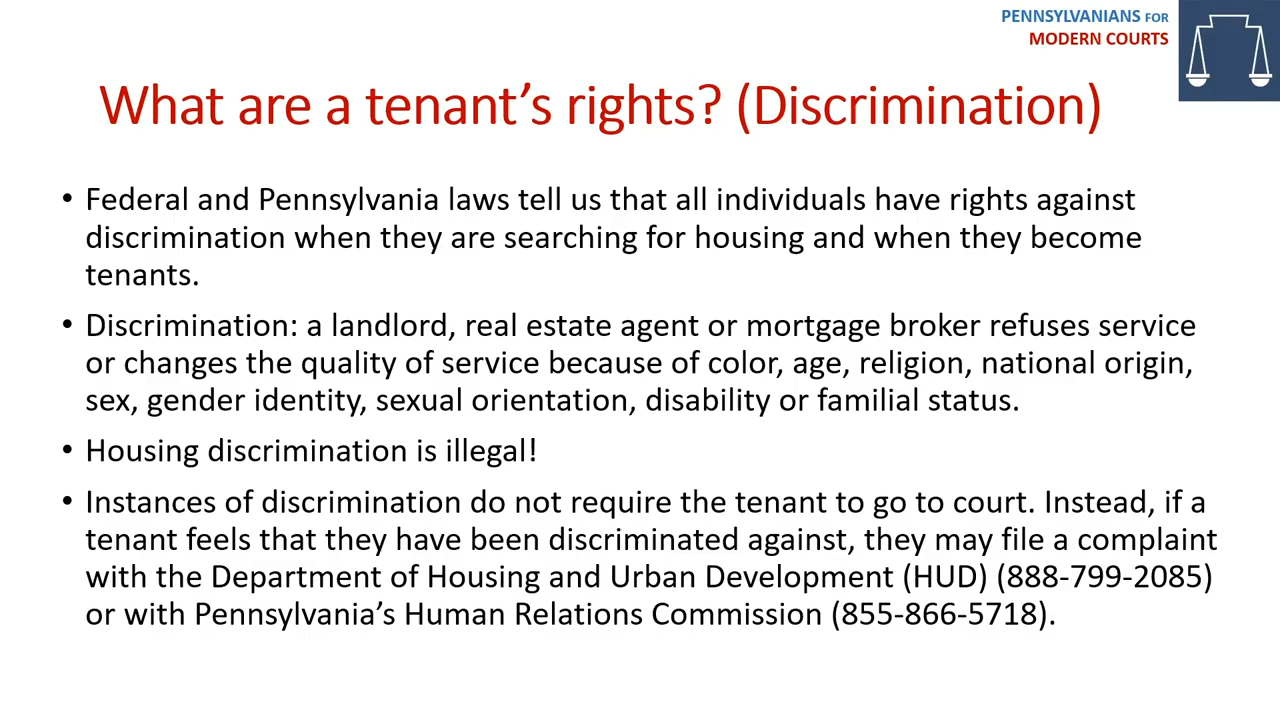 PENNSYLVANIANS FOR
MODERN COURTS
What are a tenant’s rights? (Discrimination)
• Federal and Pennsylvania laws tell us that all individuals have rights against
discrimination when they are searching for housing and when they become
tenants.
• Discrimination: a landlord, real estate agent or mortgage broker refuses service
or changes the quality of service because of color, age, religion, national origin,
sex, gender identity, sexual orientation, disability or familial status.
• Housing discrimination is illegal!
• Instances of discrimination do not require the tenant to go to court. Instead, if a
tenant feels that they have been discriminated against, they may file a complaint
with the Department of Housing and Urban Development (HUD) (888-799-2085)
or with Pennsylvania’s Human Relations Commission (855-866-5718).